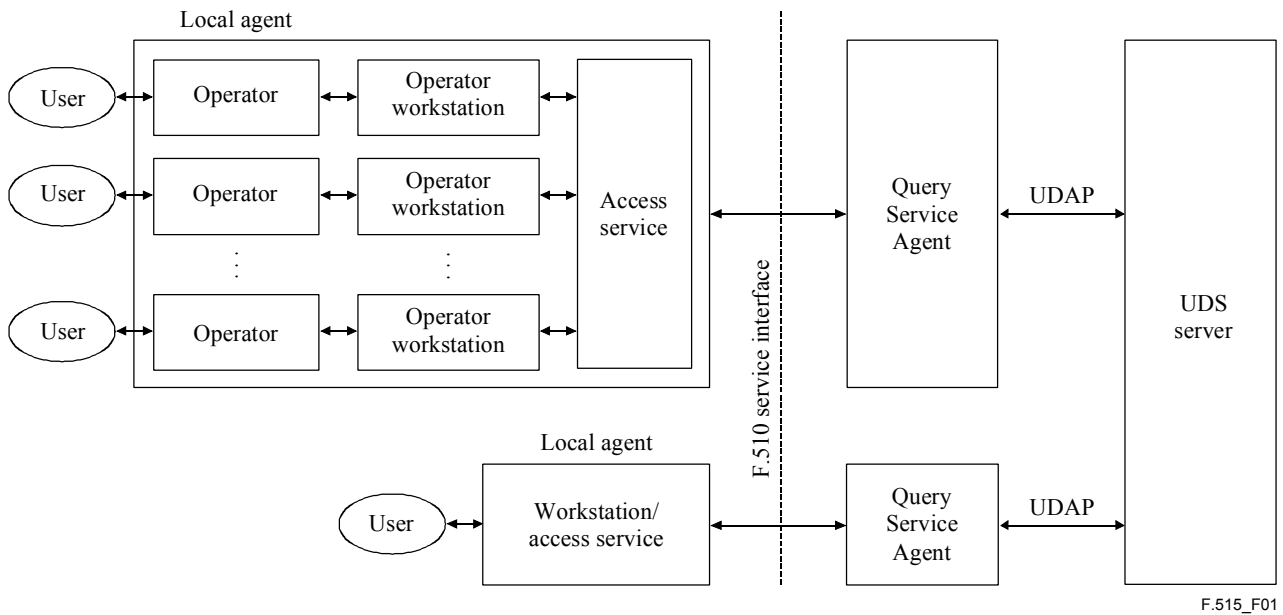 Local agent
User
Operator
Operator
workstation
User
Operator
Operator
workstation
Access
service
User
Operator
Operator
workstation
F.510 service interface
Query
Service
Agent
UDAP
UDS
server
Local agent
User
Workstation/
access service
Query
Service
Agent
UDAP
F.515_F01